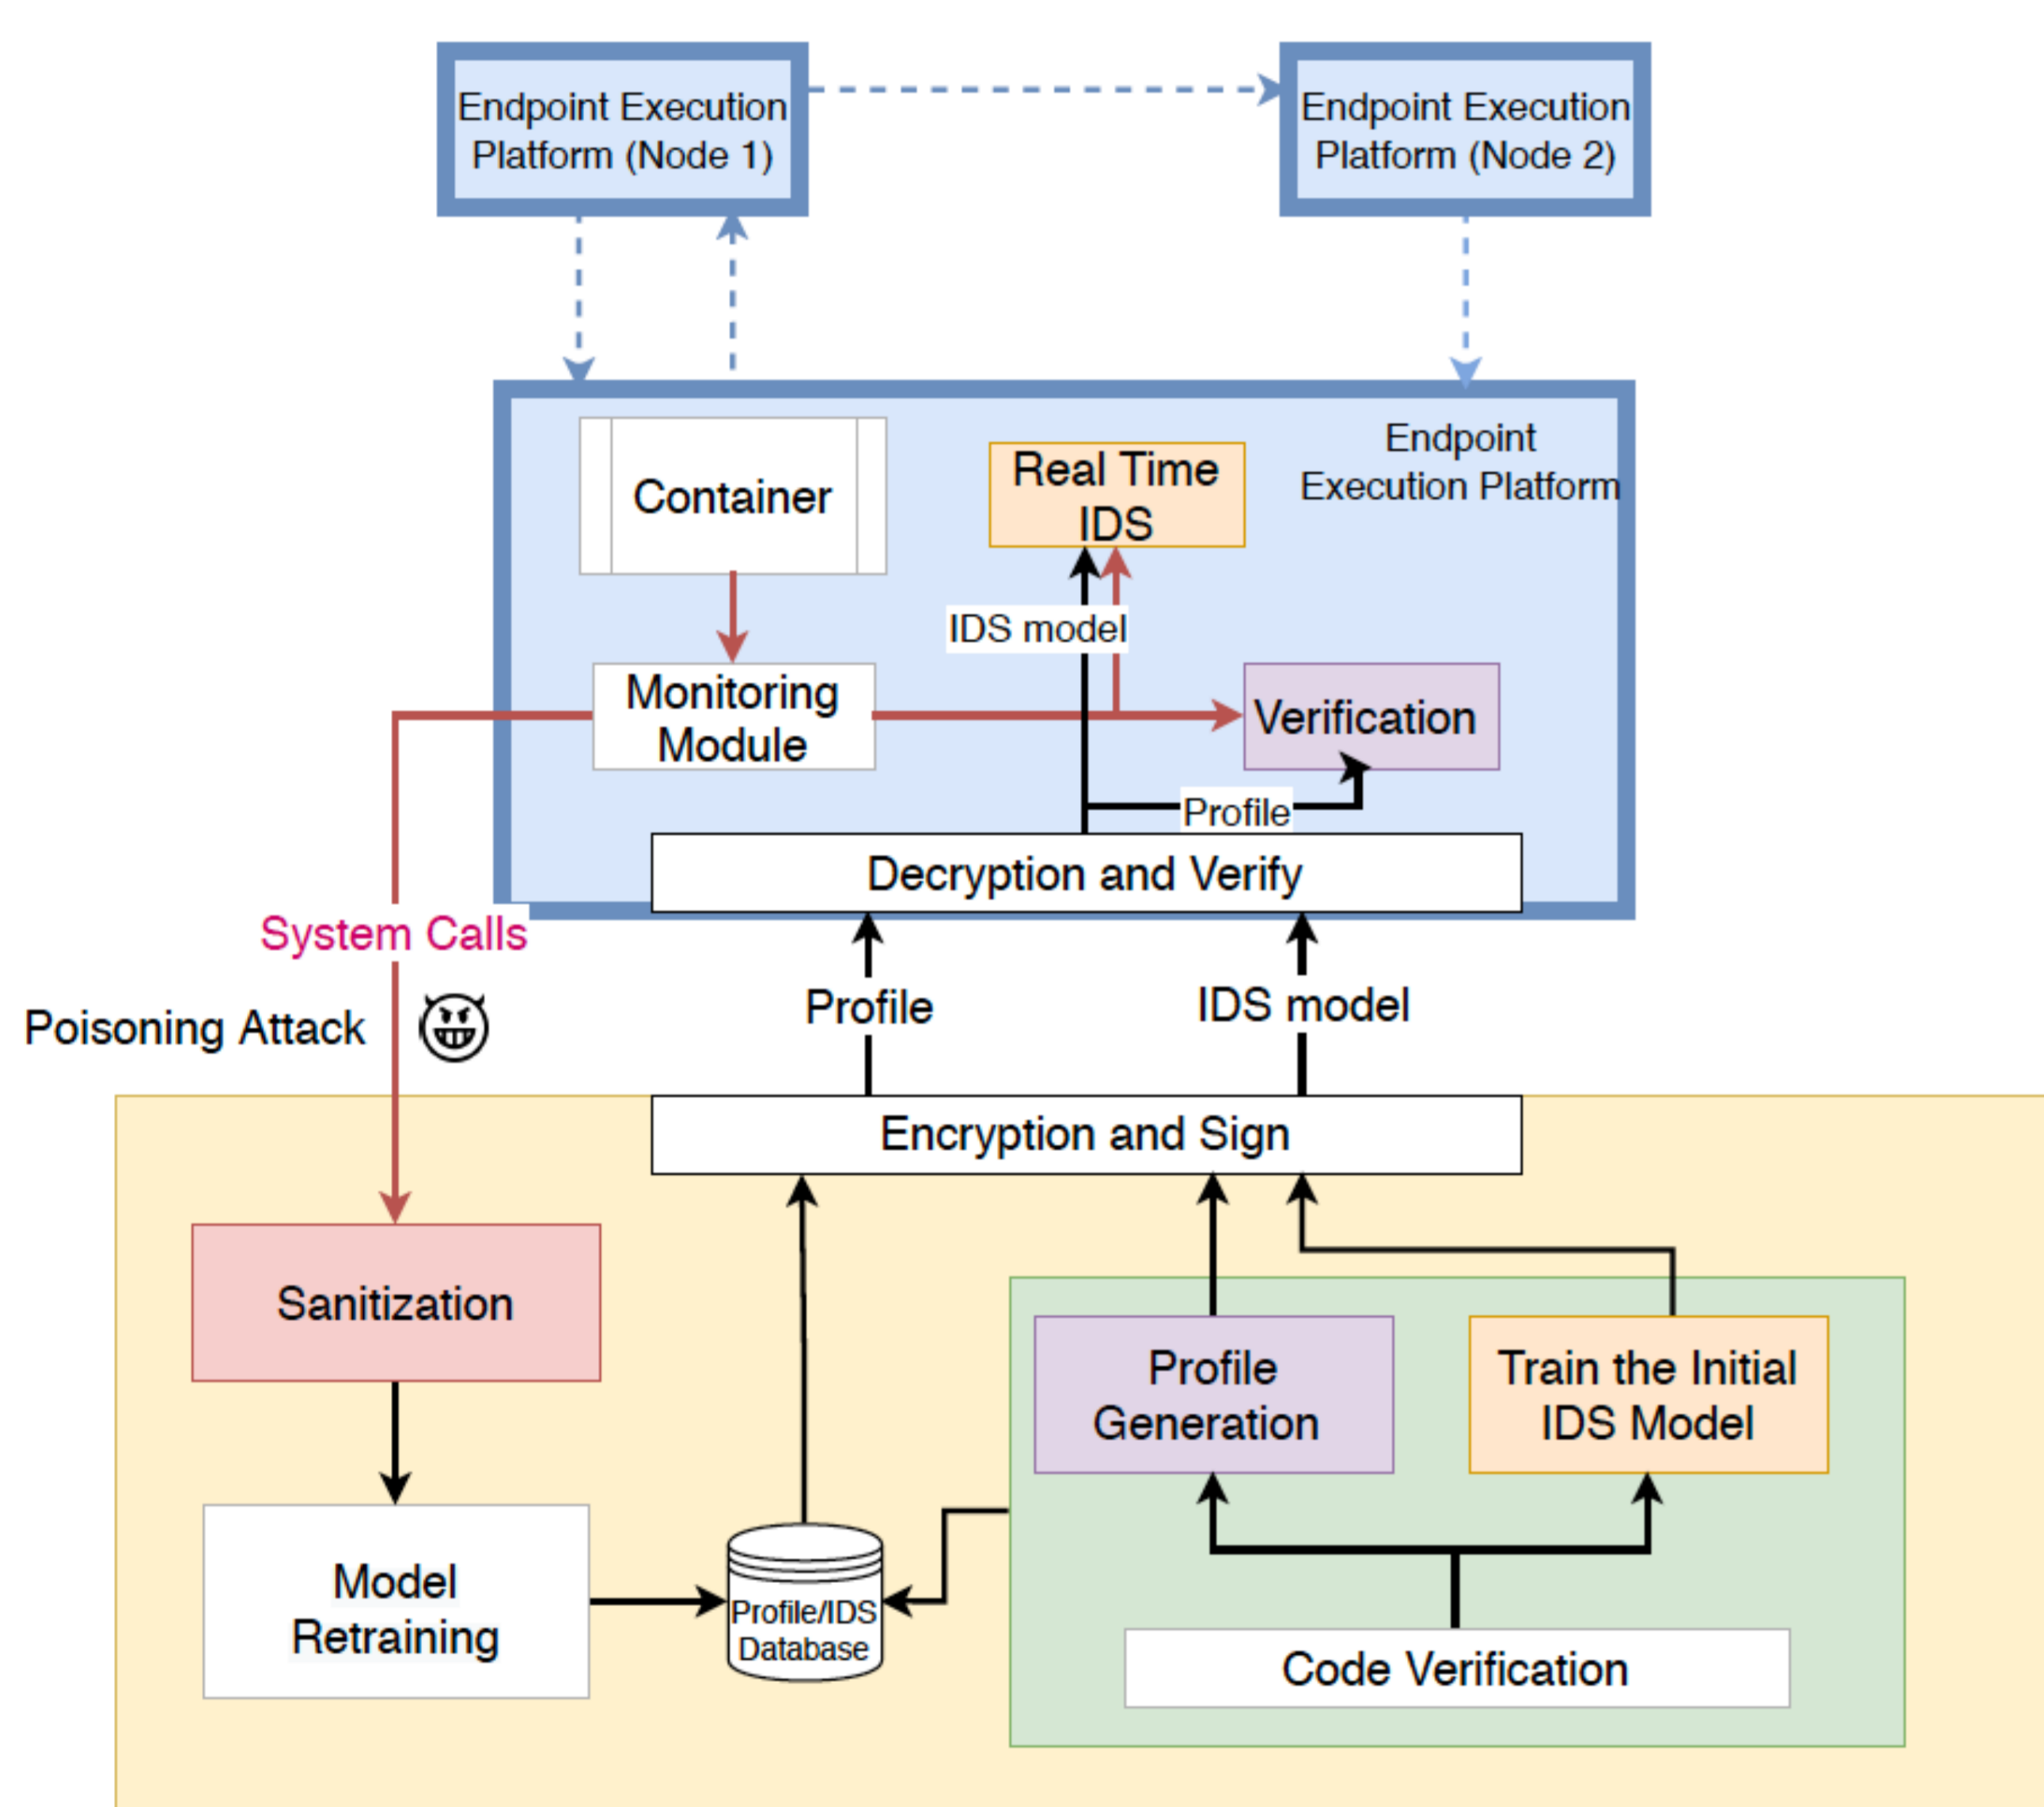 Endpoint Execution
Platform (Node 1)
Endpoint Execution
Platform (Node 2)
Endpoint
Execution Platform
Container
Real Time
IDS
IDS model
Monitoring
Module
Verification
Profile
Decryption and Verify
System Calls
Poisoning Attack
Profile
IDS model
Encryption and Sign
Sanitization
Profile
Generation
Train the Initial
IDS Model
Model
Retraining
Profile/IDS
Database
Code Verification